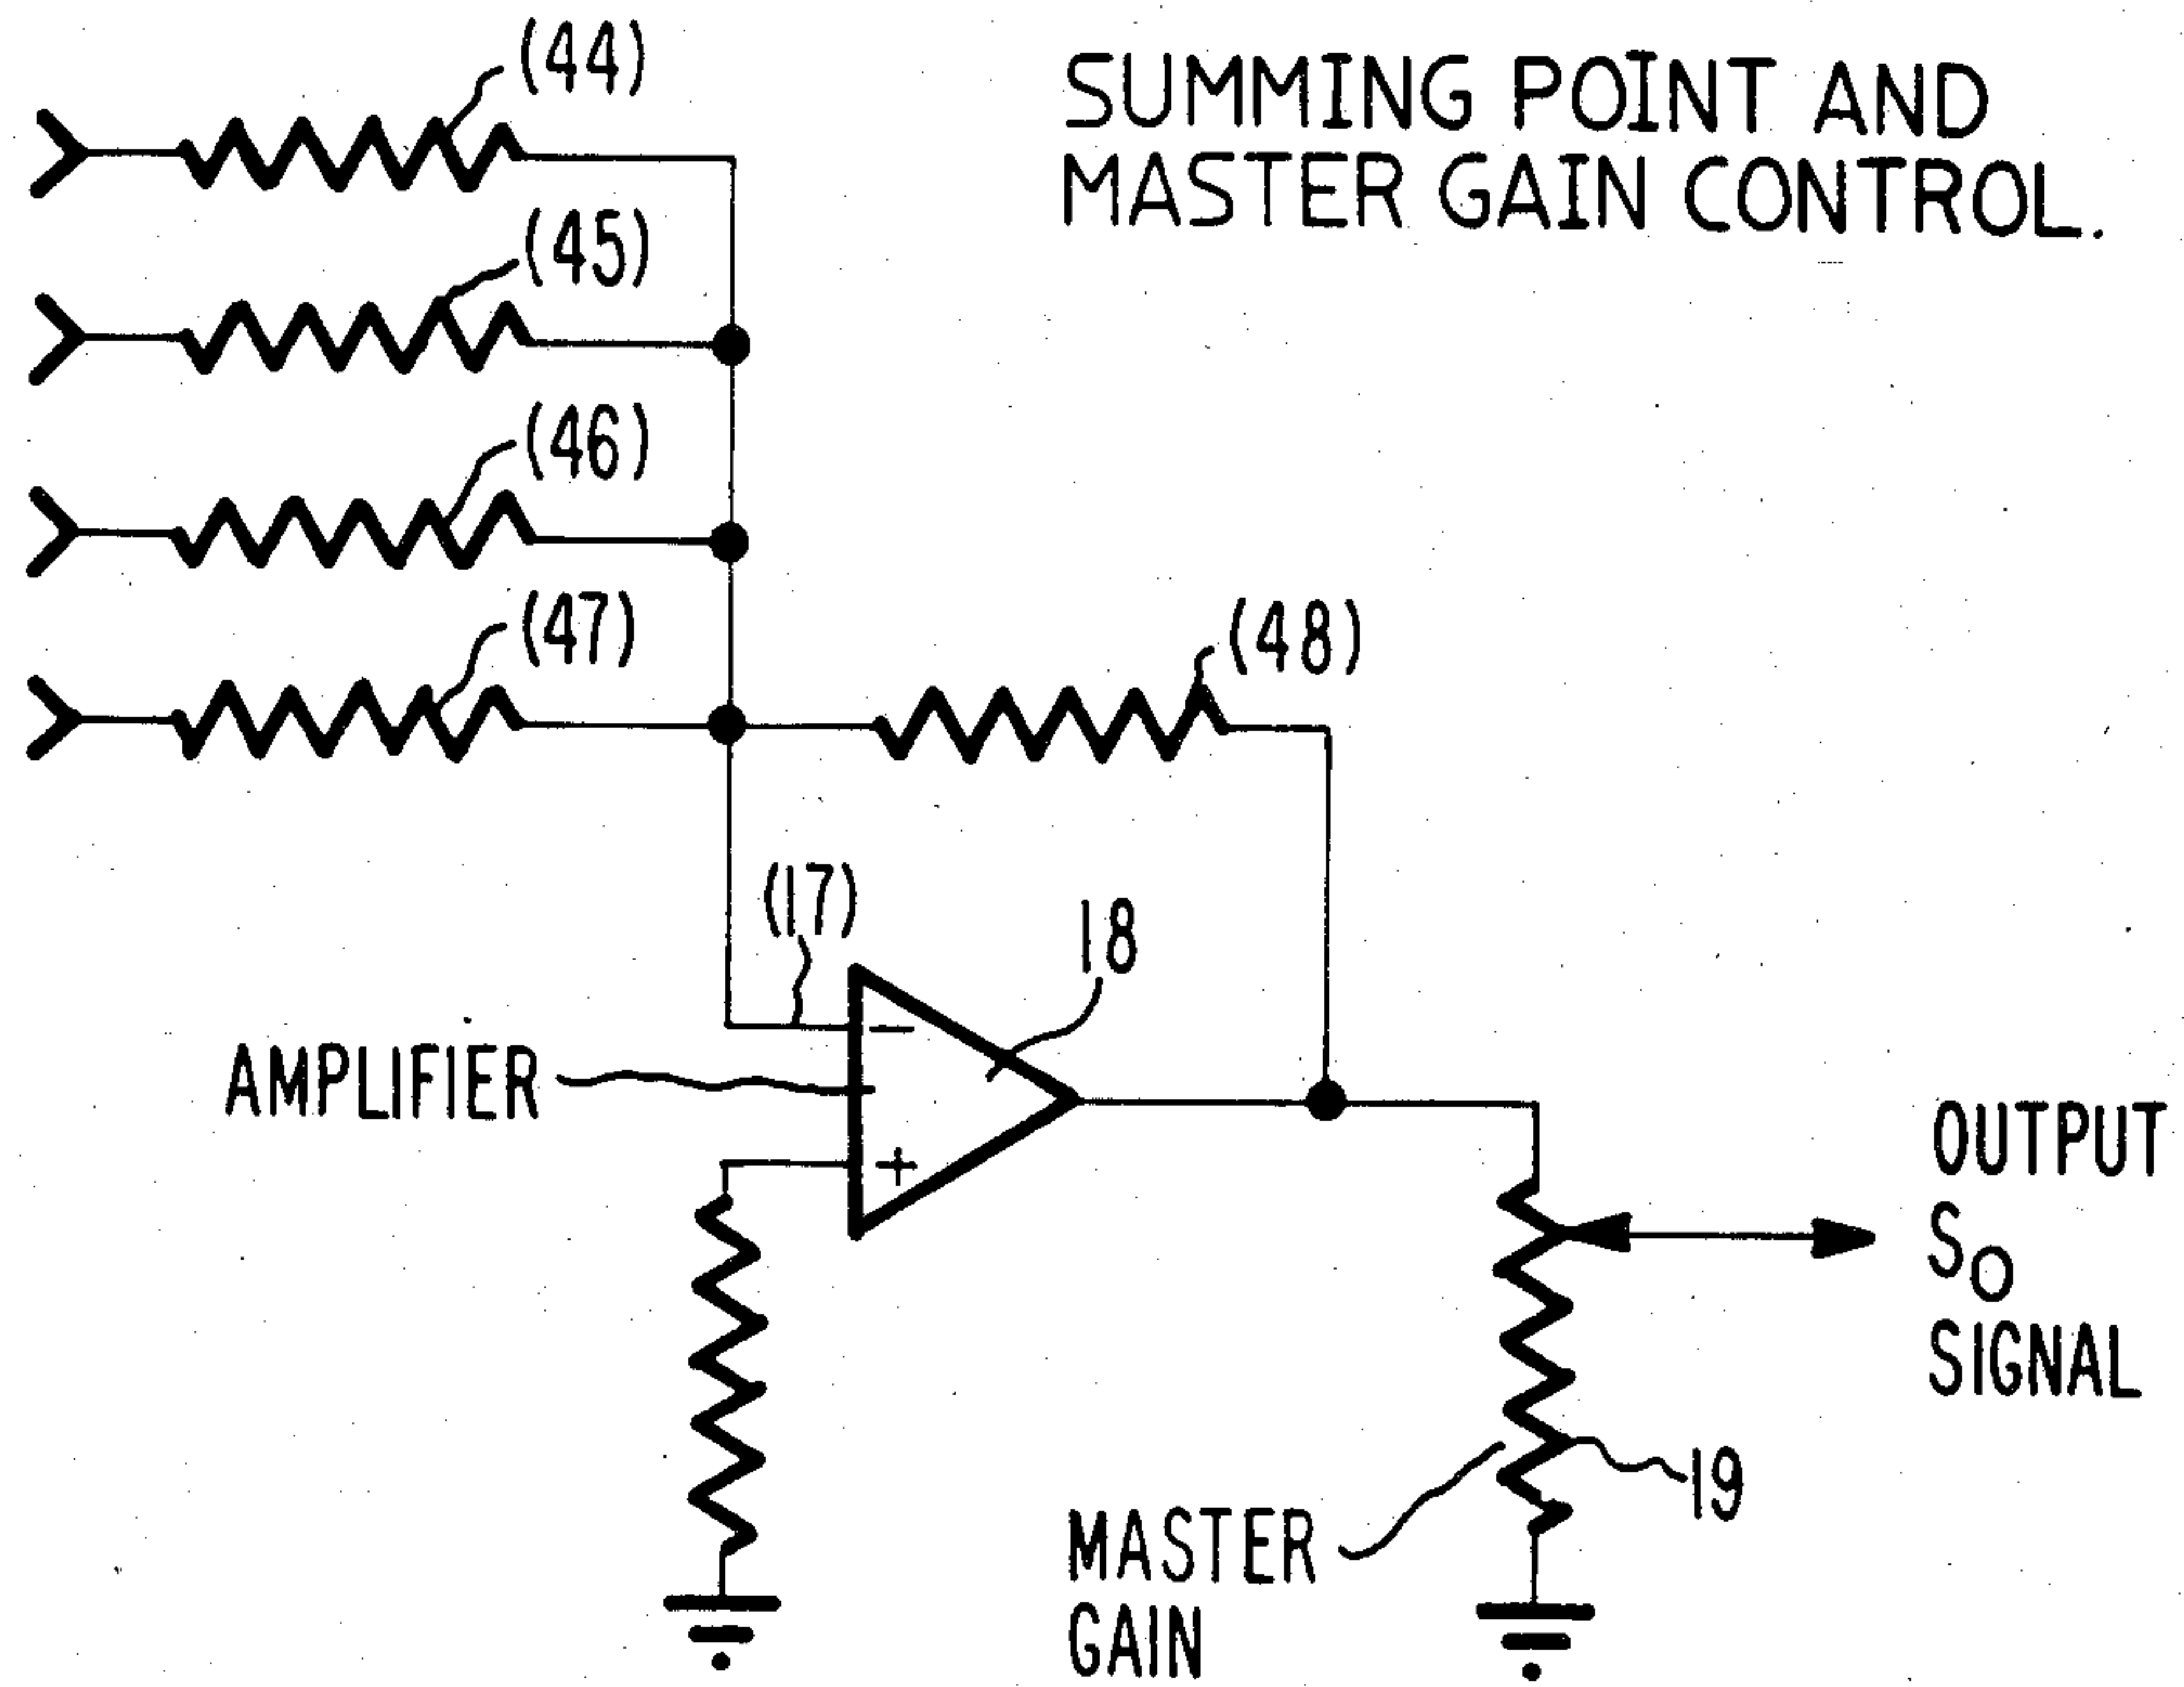 (44)
SUMMING POINT AND
MASTER GAIN CONTROL.
(45)
(46)
(47)
(48)
(17)
18
AMPLIFIER
−
+
OUTPUT
SO
SIGNAL
19
MASTER
GAIN